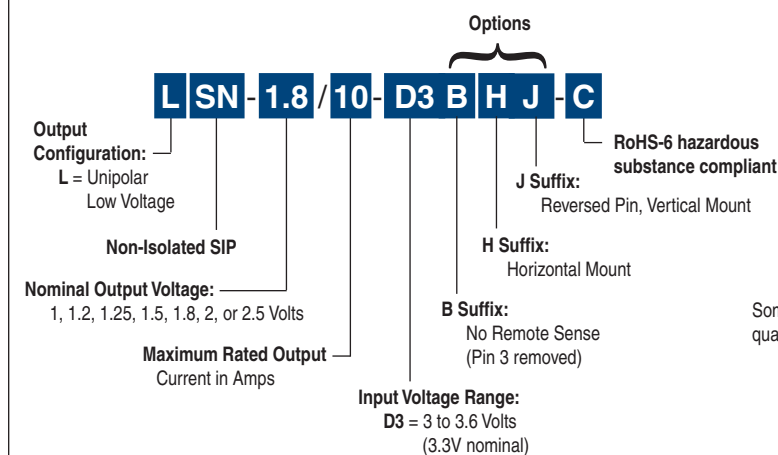 Options
L SN - 1.8 / 10 - D3 B H J - C
Output
Configuration:
L = Unipolar
Low Voltage
Non-Isolated SIP
Nominal Output Voltage:
1, 1.2, 1.25, 1.5, 1.8, 2, or 2.5 Volts
Maximum Rated Output
Current in Amps
Input Voltage Range:
D3 = 3 to 3.6 Volts
(3.3V nominal)
B Suffix:
No Remote Sense
(Pin 3 removed)
H Suffix:
Horizontal Mount
J Suffix:
Reversed Pin, Vertical Mount
RoHS-6 hazardous
substance compliant